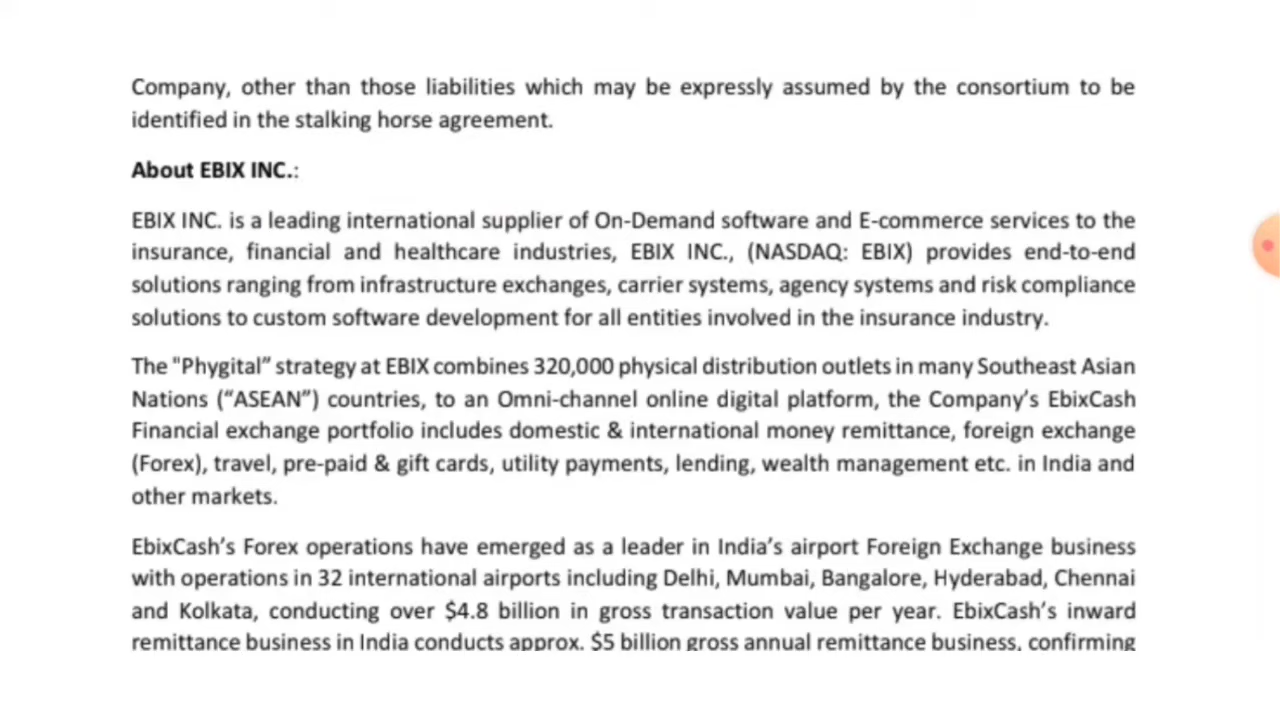 Company, other than those liabilities which may be expressly assumed by the consortium to be
identified in the stalking horse agreement.
About EBIX INC.:
EBIX INC. is a leading international supplier of On-Demand software and E-commerce services to the
insurance, financial and healthcare industries, EBIX INC., (NASDAQ: EBIX) provides end-to-end
solutions ranging from infrastructure exchanges, carrier systems, agency systems and risk compliance
solutions to custom software development for all entities involved in the insurance industry.
The "Phygital” strategy at EBIX combines 320,000 physical distribution outlets in many Southeast Asian
Nations (“ASEAN”) countries, to an Omni-channel online digital platform, the Company’s EbixCash
Financial exchange portfolio includes domestic & international money remittance, foreign exchange
(Forex), travel, pre-paid & gift cards, utility payments, lending, wealth management etc. in India and
other markets.
EbixCash’s Forex operations have emerged as a leader in India’s airport Foreign Exchange business
with operations in 32 international airports including Delhi, Mumbai, Bangalore, Hyderabad, Chennai
and Kolkata, conducting over $4.8 billion in gross transaction value per year. EbixCash’s inward
remittance business in India conducts approx. $5 billion gross annual remittance business, confirming